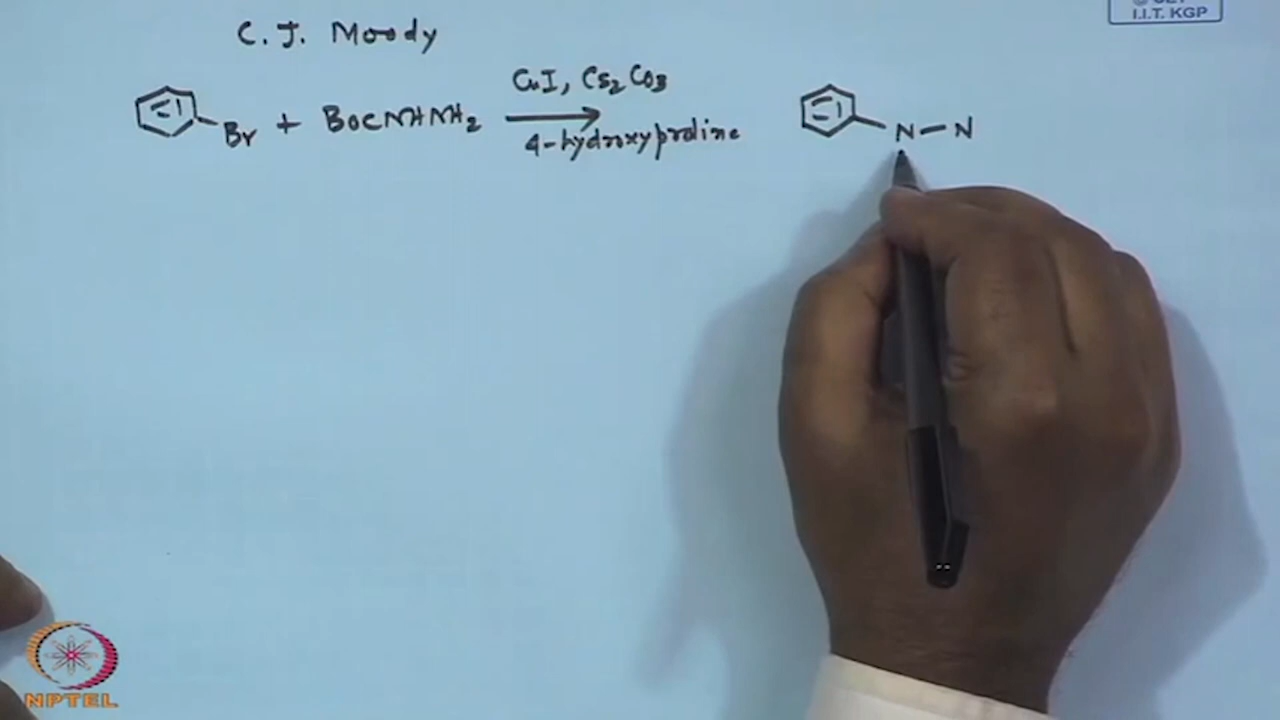 I.I.T. KGP
C. J. Moody
Br + BocNHNH2
CuI, Cs2CO3
4-hydroxyproline
N-N
NPTEL